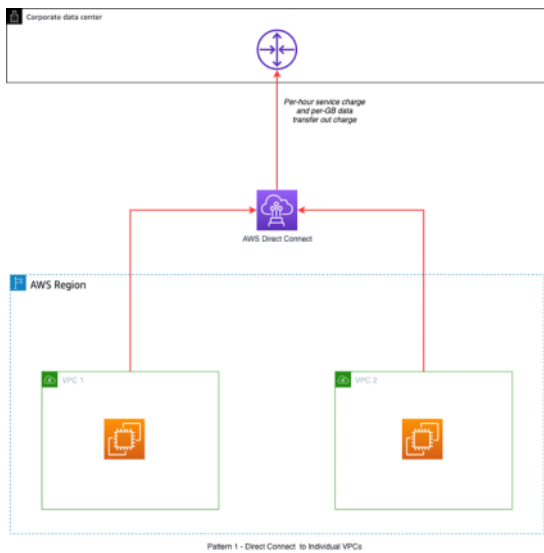 Corporate data center
Per-hour service charge
and per-GB data
transfer out charge
AWS Direct Connect
AWS Region
VPC 1
VPC 2
Pattern 1 - Direct Connect to Individual VPCs